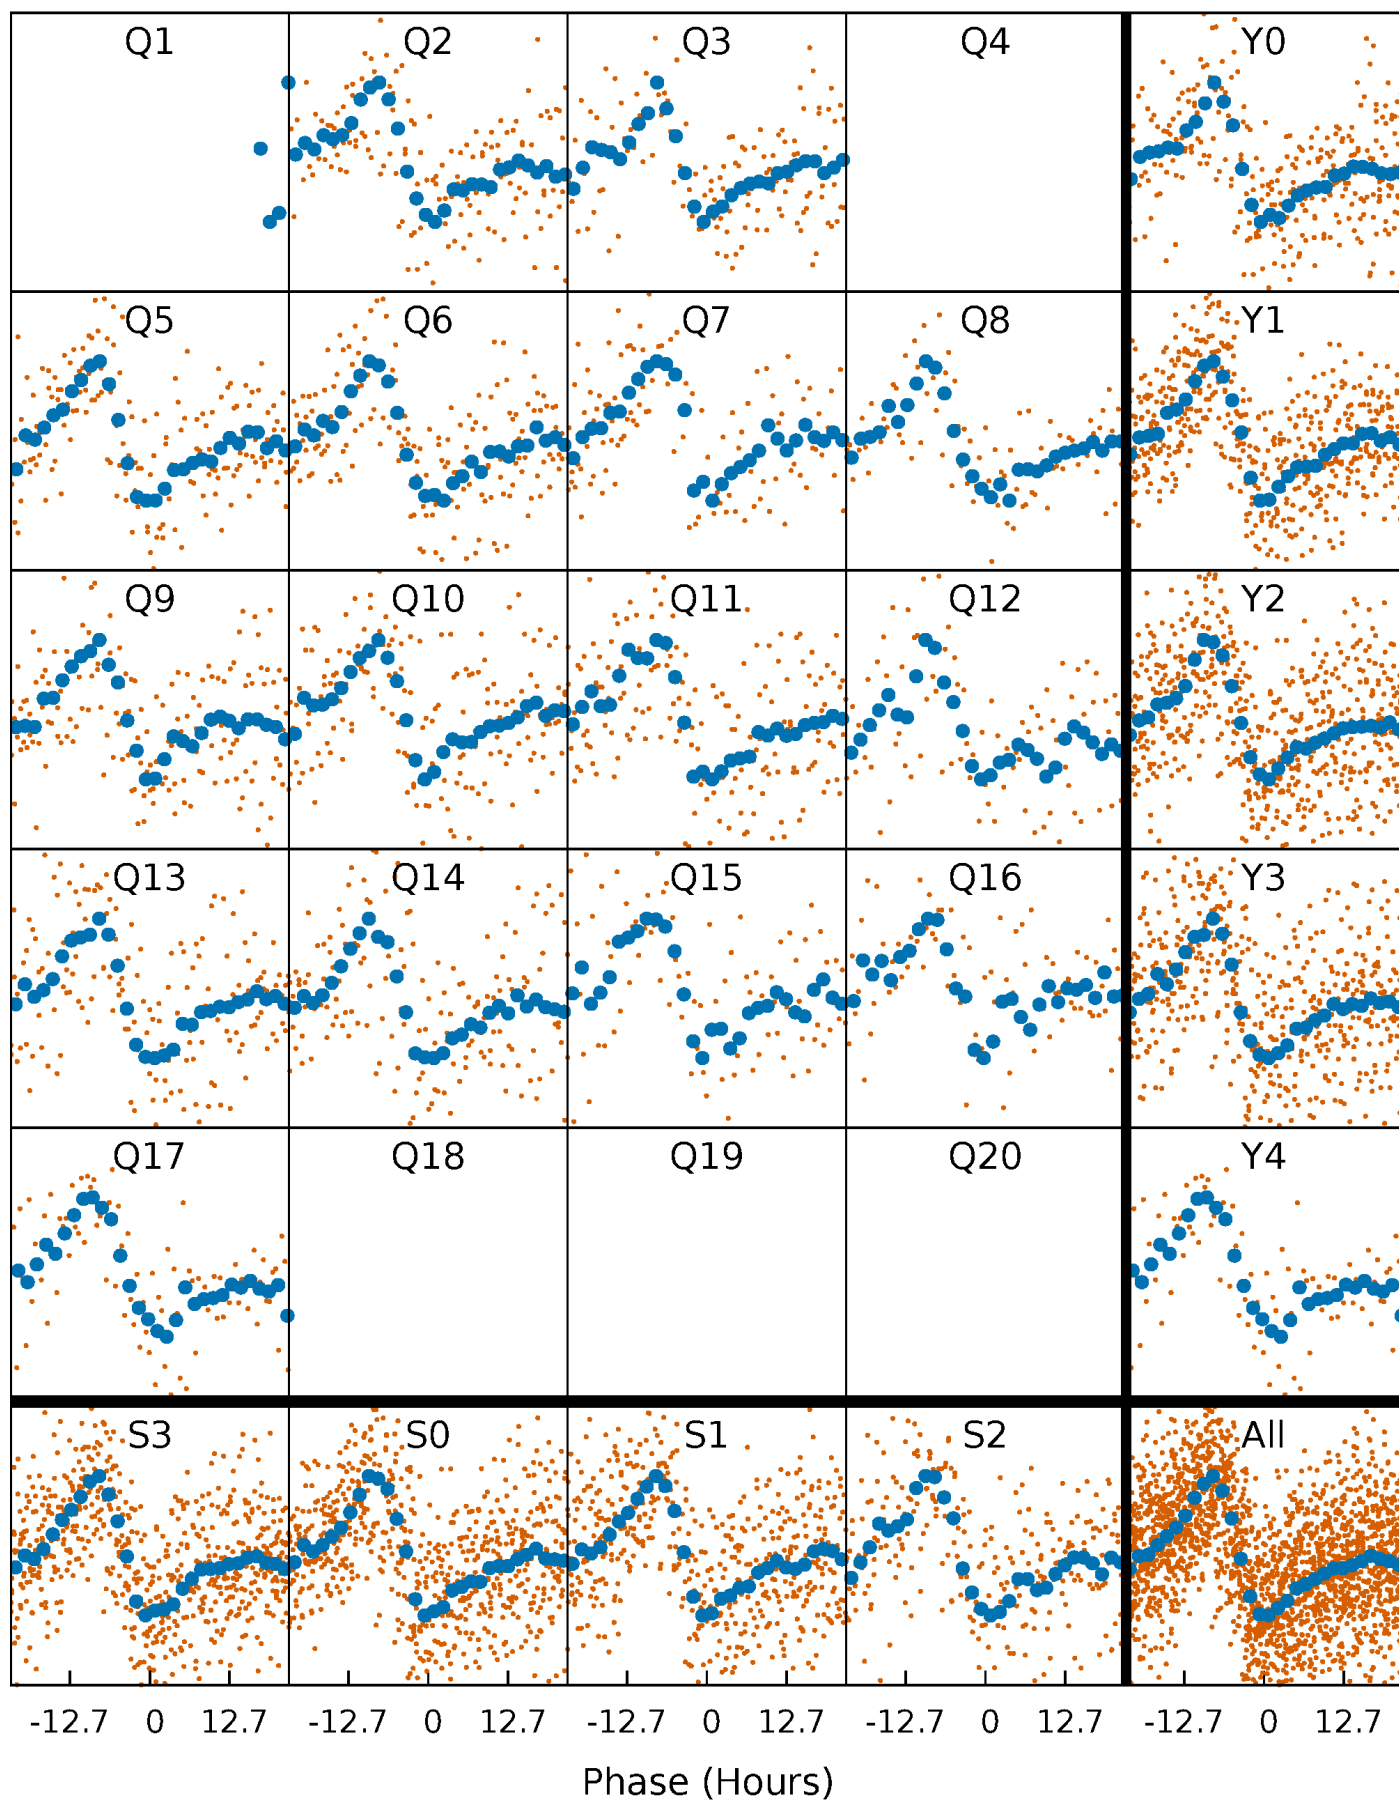 Q1 Q2 Q3 Q4 Y0
Q5 Q6 Q7 Q8 Y1
Q9 Q10 Q11 Q12 Y2
Q13 Q14 Q15 Q16 Y3
Q17 Q18 Q19 Q20 Y4
S3 S0 S1 S2 All
-12.7 0 12.7 -12.7 0 12.7 -12.7 0 12.7 -12.7 0 12.7 -12.7 0 12.7
Phase (Hours)